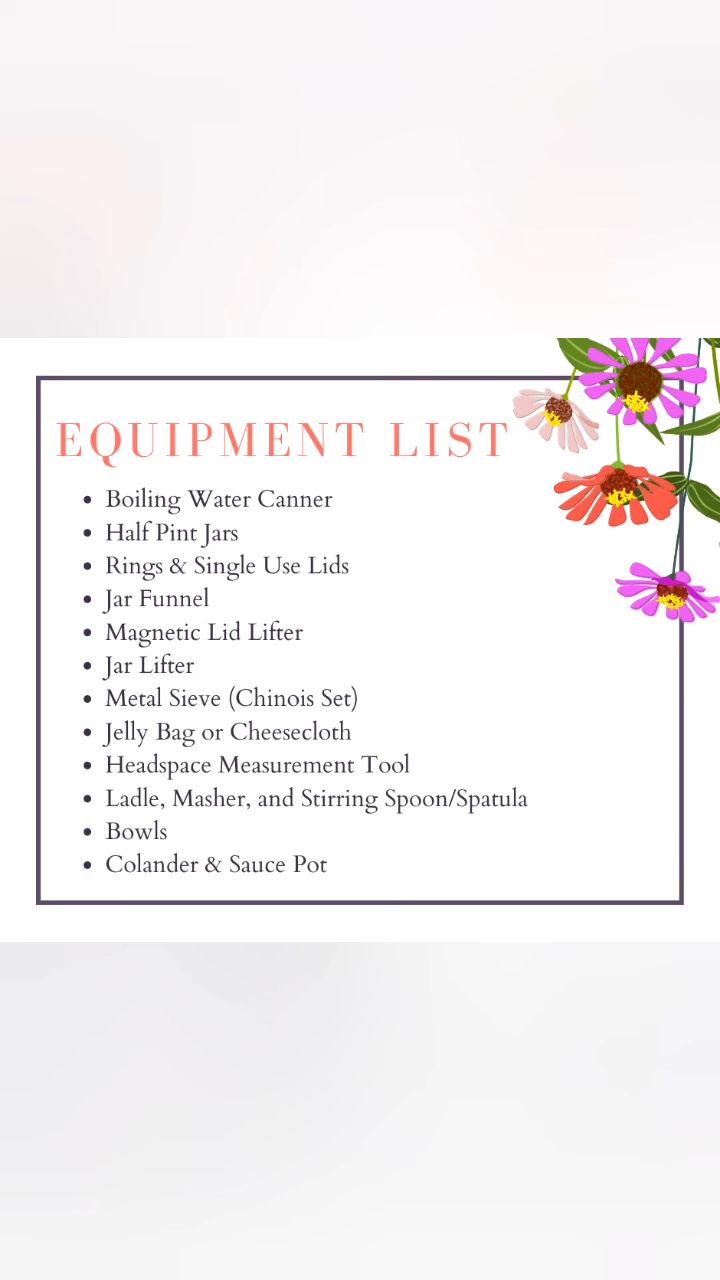 EQUIPMENT LIST
• Boiling Water Canner
• Half Pint Jars
• Rings & Single Use Lids
• Jar Funnel
• Magnetic Lid Lifter
• Jar Lifter
• Metal Sieve (Chinois Set)
• Jelly Bag or Cheesecloth
• Headspace Measurement Tool
• Ladle, Masher, and Stirring Spoon/Spatula
• Bowls
• Colander & Sauce Pot